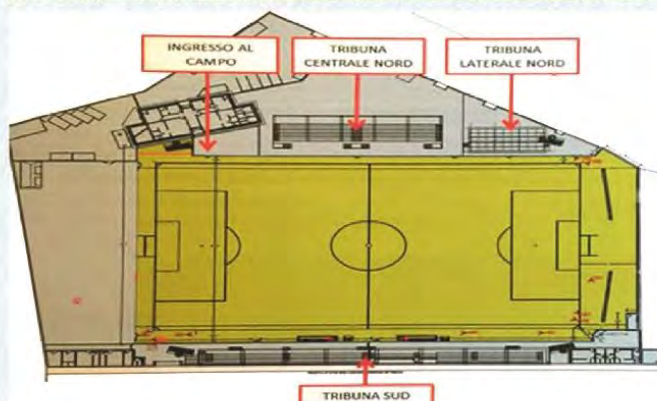 INGRESSO AL
CAMPO
TRIBUNA
CENTRALE NORD
TRIBUNA
LATERALE NORD
TRIBUNA SUD